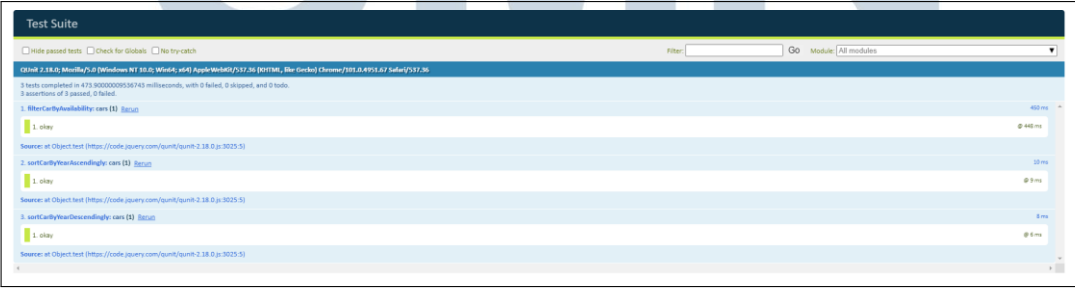 Test Suite
Hide passed tests Check for Globals No try-catch Filter: Go Module: All modules
QUnit 2.18.0; Mozilla/5.0 (Windows NT 10.0; Win64; x64) AppleWebKit/537.36 (KHTML, like Gecko) Chrome/101.0.4951.67 Safari/537.36
3 tests completed in 473.90000009536743 milliseconds, with 0 failed, 0 skipped, and 0 todo.
3 assertions of 3 passed, 0 failed.
1. filterCarByAvailability: cars (1) Rerun 450 ms
1. okay @ 448 ms
Source: at Object.test (https://code.jquery.com/qunit/qunit-2.18.0.js:3025:5)
2. sortCarByYearAscendingly: cars (1) Rerun 10 ms
1. okay @ 9 ms
Source: at Object.test (https://code.jquery.com/qunit/qunit-2.18.0.js:3025:5)
3. sortCarByYearDescendingly: cars (1) Rerun 6 ms
1. okay @ 6 ms
Source: at Object.test (https://code.jquery.com/qunit/qunit-2.18.0.js:3025:5)